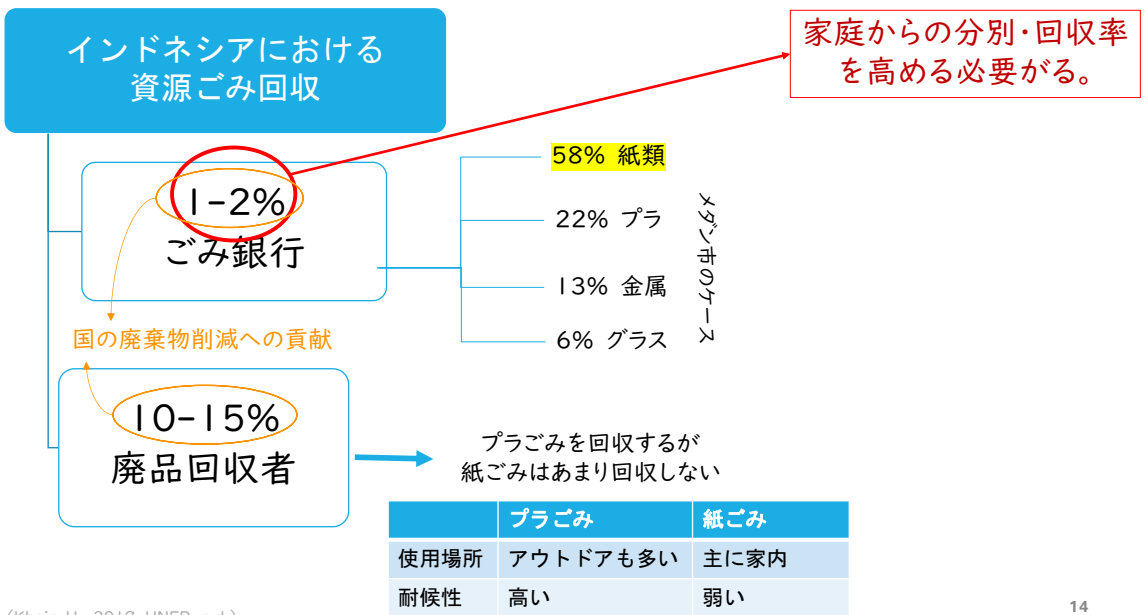 インドネシアにおける
資源ごみ回収
家庭からの分別・回収率
を高める必要がる。
1-2%
ごみ銀行
58% 紙類
22% プラ
13% 金属
6% グラス
メダン市のケース
国の廃棄物削減への貢献
10-15%
廃品回収者
プラごみを回収するが
紙ごみはあまり回収しない
プラごみ 紙ごみ
使用場所 アウトドアも多い 主に家内
耐候性 高い 弱い
14